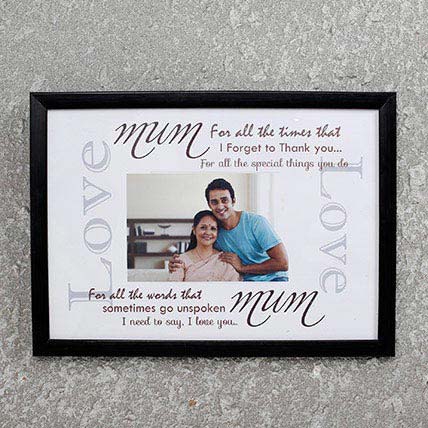 Love
mum For all the times that
I Forget to Thank you...
For all the special things you do
Love
For all the words that
sometimes go unspoken
I need to say, I love you..
mum